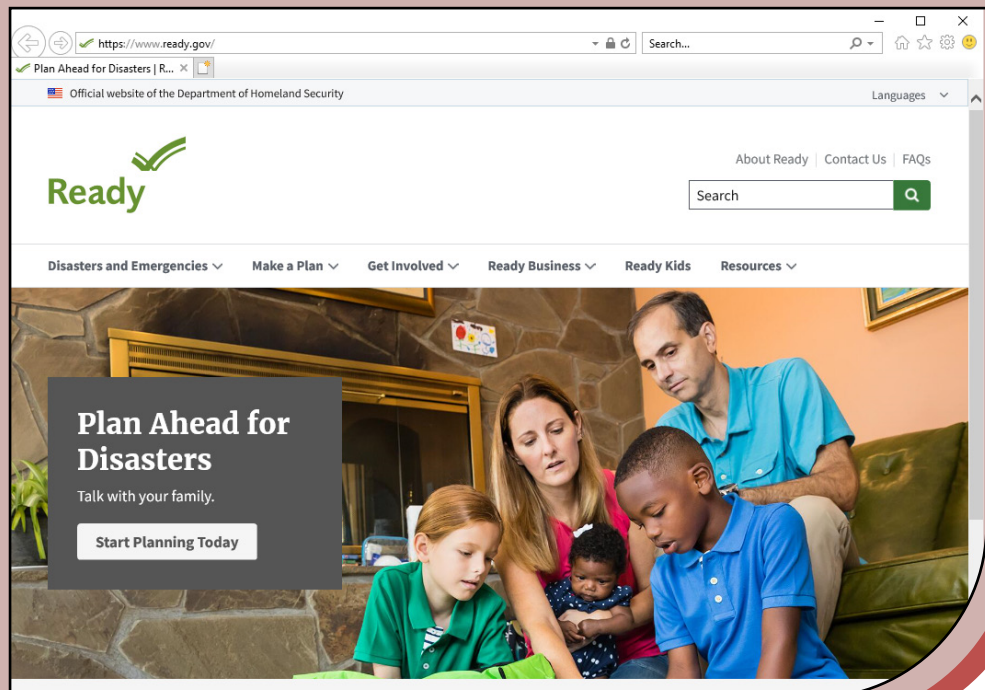 https://www.ready.gov/
Search...
Plan Ahead for Disasters | R...
Official website of the Department of Homeland Security
Languages
Ready
About Ready | Contact Us | FAQs
Search
Disasters and Emergencies
Make a Plan
Get Involved
Ready Business
Ready Kids
Resources
Plan Ahead for
Disasters
Talk with your family.
Start Planning Today